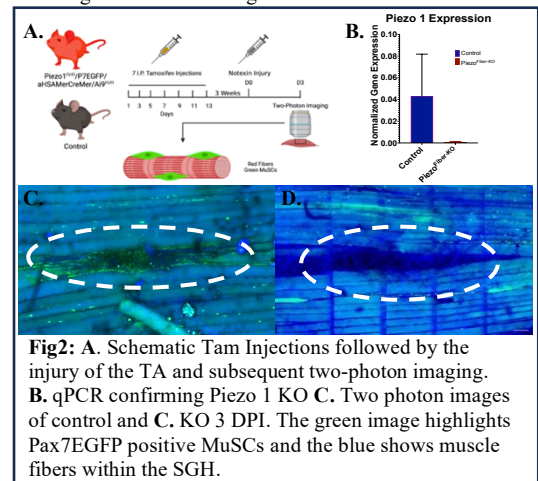 A.
Piezo1fl/fl/P7EGFP/
aHSAMerCreMer/Ai9fl/fl
Control
7 I.P. Tamoxifen Injections
Notexin Injury
3 Weeks
D0
D3
1 3 5 7 9 11 13
Days
Two-Photon Imaging
Red Fibers
Green MuSCs
B.
Piezo 1 Expression
Normalized Gene Expression
0.10
0.08
0.06
0.04
0.02
0.00
Control
PiezoFiber-KO
Control
PiezoFiber-KO
C.
D.
Fig2: A. Schematic Tam Injections followed by the
injury of the TA and subsequent two-photon imaging.
B. qPCR confirming Piezo 1 KO C. Two photon images
of control and C. KO 3 DPI. The green image highlights
Pax7EGFP positive MuSCs and the blue shows muscle
fibers within the SGH.